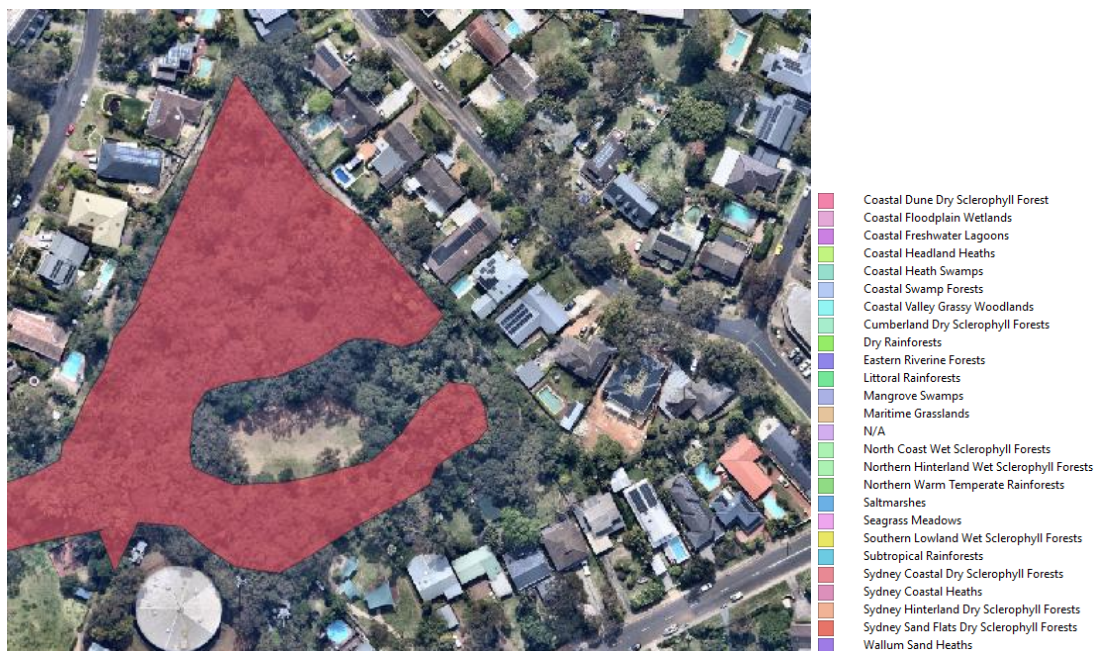 Coastal Dune Dry Sclerophyll Forest
Coastal Floodplain Wetlands
Coastal Freshwater Lagoons
Coastal Headland Heaths
Coastal Heath Swamps
Coastal Swamp Forests
Coastal Valley Grassy Woodlands
Cumberland Dry Sclerophyll Forests
Dry Rainforests
Eastern Riverine Forests
Littoral Rainforests
Mangrove Swamps
Maritime Grasslands
N/A
North Coast Wet Sclerophyll Forests
Northern Hinterland Wet Sclerophyll Forests
Northern Warm Temperate Rainforests
Saltmarshes
Seagrass Meadows
Southern Lowland Wet Sclerophyll Forests
Subtropical Rainforests
Sydney Coastal Dry Sclerophyll Forests
Sydney Coastal Heaths
Sydney Hinterland Dry Sclerophyll Forests
Sydney Sand Flats Dry Sclerophyll Forests
Wallum Sand Heaths